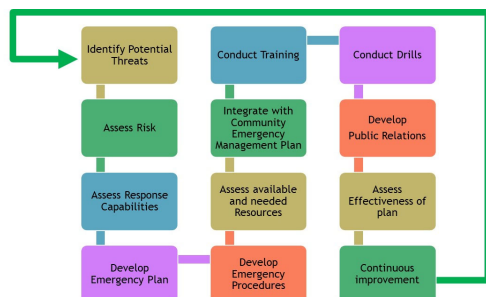 Identify Potential
Threats
Assess Risk
Assess Response
Capabilities
Develop
Emergency Plan
Develop
Emergency
Procedures
Assess available
and needed
Resources
Integrate with
Community
Emergency
Management Plan
Conduct Training
Conduct Drills
Develop
Public Relations
Assess
Effectiveness of
plan
Continuous
improvement